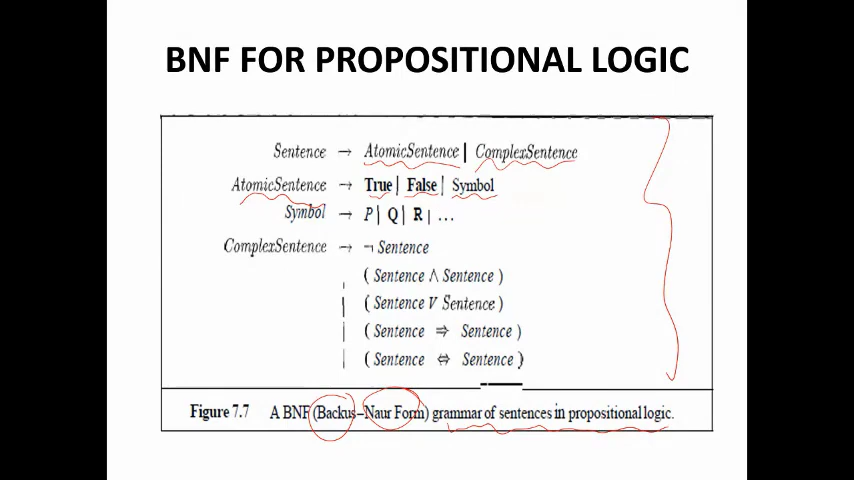 BNF FOR PROPOSITIONAL LOGIC
Sentence → AtomicSentence | ComplexSentence
AtomicSentence → True | False | Symbol
Symbol → P | Q | R | ...
ComplexSentence → ¬ Sentence
| ( Sentence ∧ Sentence )
| ( Sentence V Sentence )
| ( Sentence ⇒ Sentence )
| ( Sentence ⇔ Sentence )
Figure 7.7 A BNF (Backus–Naur Form) grammar of sentences in propositional logic.